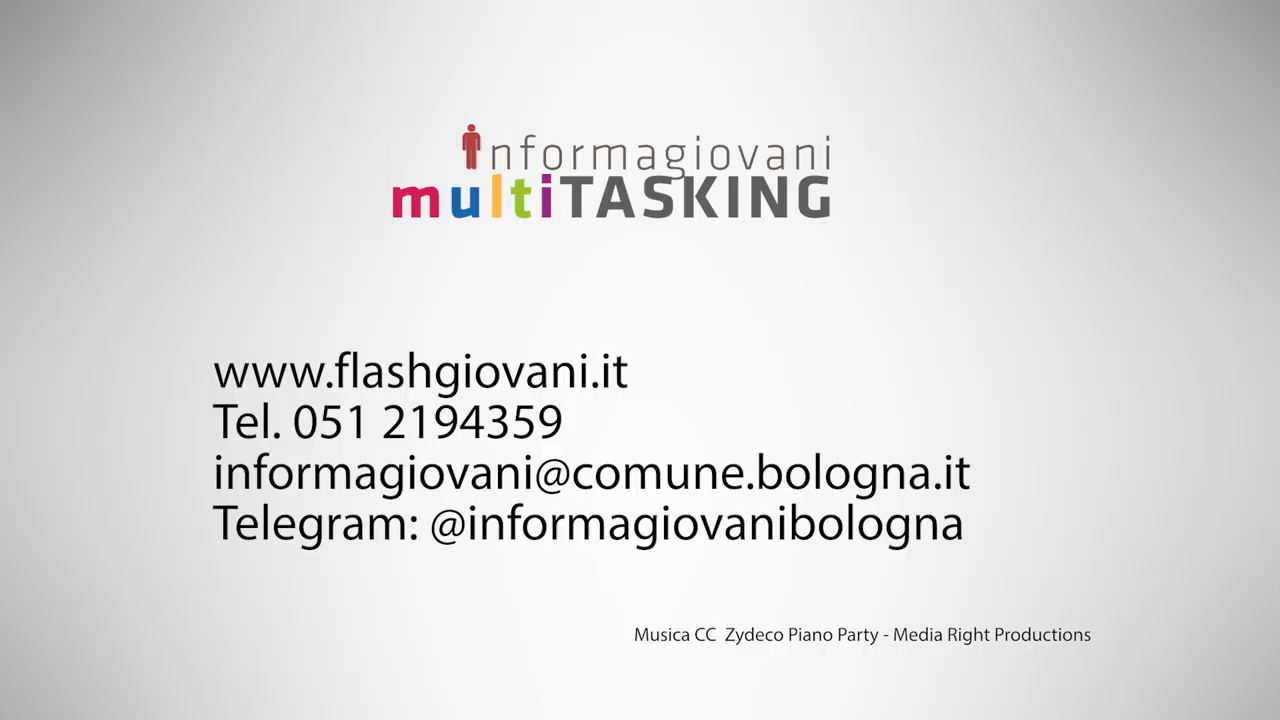 informagiovani
multiTASKING
www.flashgiovani.it
Tel. 051 2194359
informagiovani@comune.bologna.it
Telegram: @informagiovanibologna
Musica CC Zydeco Piano Party - Media Right Productions